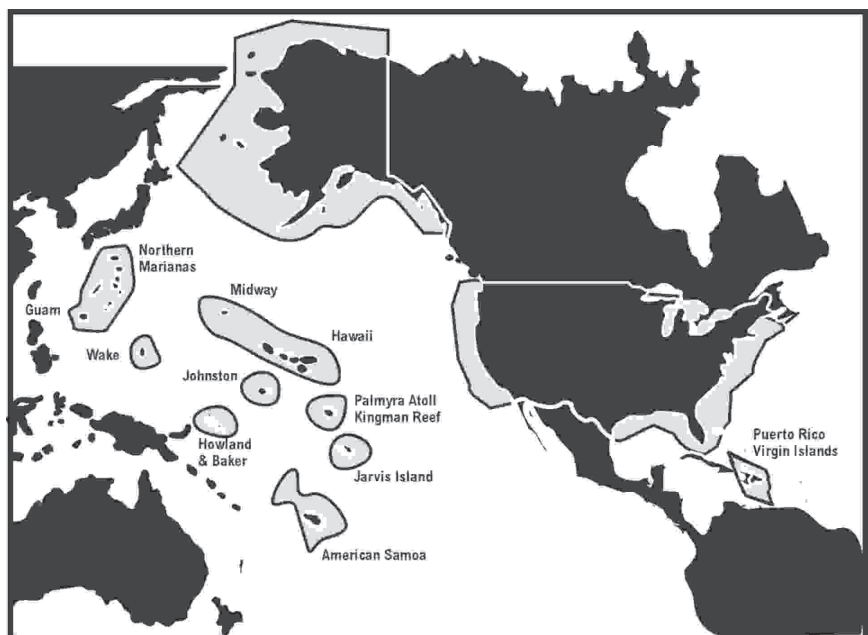 Northern
Marianas
Guam
Midway
Wake
Hawaii
Johnston
Palmyra Atoll
Kingman Reef
Howland
& Baker
Jarvis Island
Puerto Rico
Virgin Islands
American Samoa